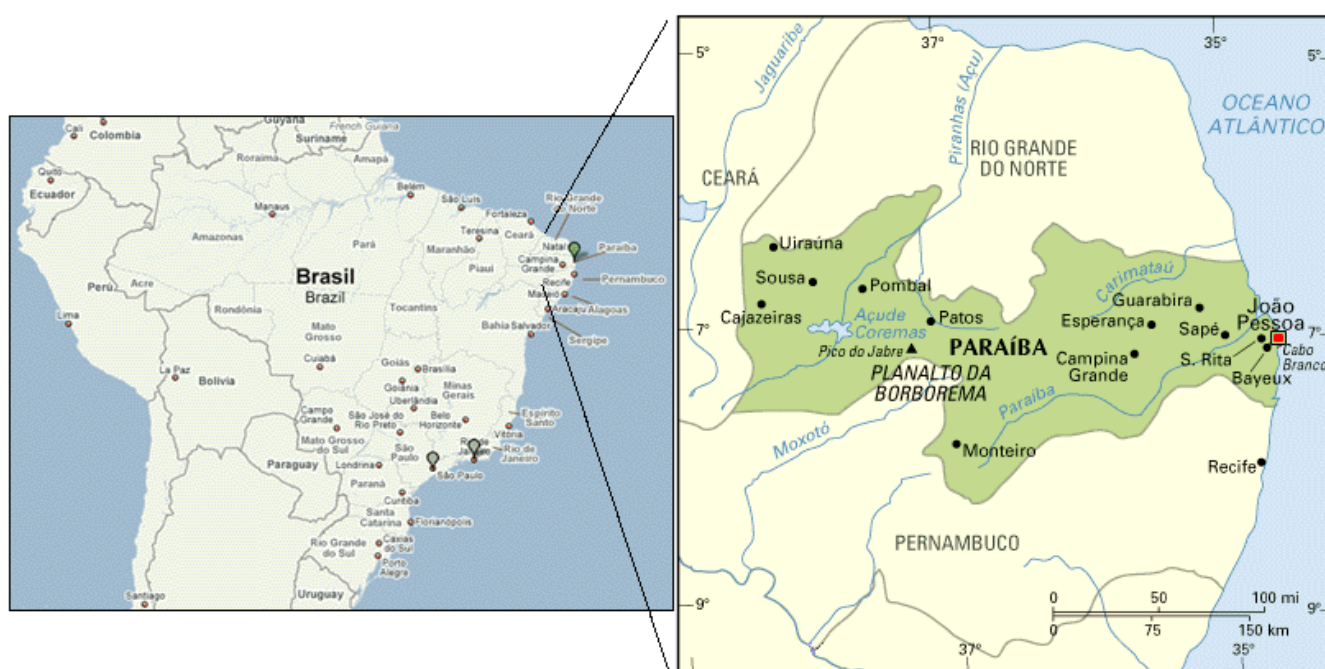 Cali
Colombia
Guyana
Suriname
French Guiana
Quito
Ecuador
Roraima
Amapá
Manaus
Amazonas
Belém
São Luís
Fortaleza
Rio Grande
do Norte
Teresina
Ceará
Natal
Pará
Maranhão
Piauí
Campina
Grande
Paraíba
Recife
Pernambuco
Brasil
Brazil
Perú
Acre
Rondônia
Tocantins
Maceió
Aracaju
Alagoas
Sergipe
Bahia
Salvador
Lima
Mato
Grosso
Cuiabá
La Paz
Bolivia
Goiás
Brasília
Goiânia
Uberlândia
Minas
Gerais
Campo
Grande
Mato Grosso
do Sul
São José do
Rio Preto
Belo
Horizonte
Espírito
Santo
Vitória
Rio de
Janeiro
São
Paulo
São Paulo
Paraguay
Londrina
Paraná
Curitiba
Santa
Catarina
Florianópolis
Rio Grande
do Sul
Caxias
do Sul
Porto
Alegre
Uruguay
Santiago
37°
35°
5°
5°
Jaguaribe
Piranhas (Açu)
OCEANO
ATLÂNTICO
RIO GRANDE
DO NORTE
CEARÁ
Uiraúna
Sousa
Pombal
Cajazeiras
Açude
Coremas
Patos
Pico do Jabre
PARAÍBA
PLANALTO DA
BORBOREMA
Carimataú
Guarabira
Esperança
Sapé
João
Pessoa
Campina
Grande
S. Rita
Bayeux
Cabo
Branco
7°
7°
Paraíba
Moxotó
Monteiro
Recife
PERNAMBUCO
0 50 100 mi
0 75 150 km
9°
9°
37°
35°